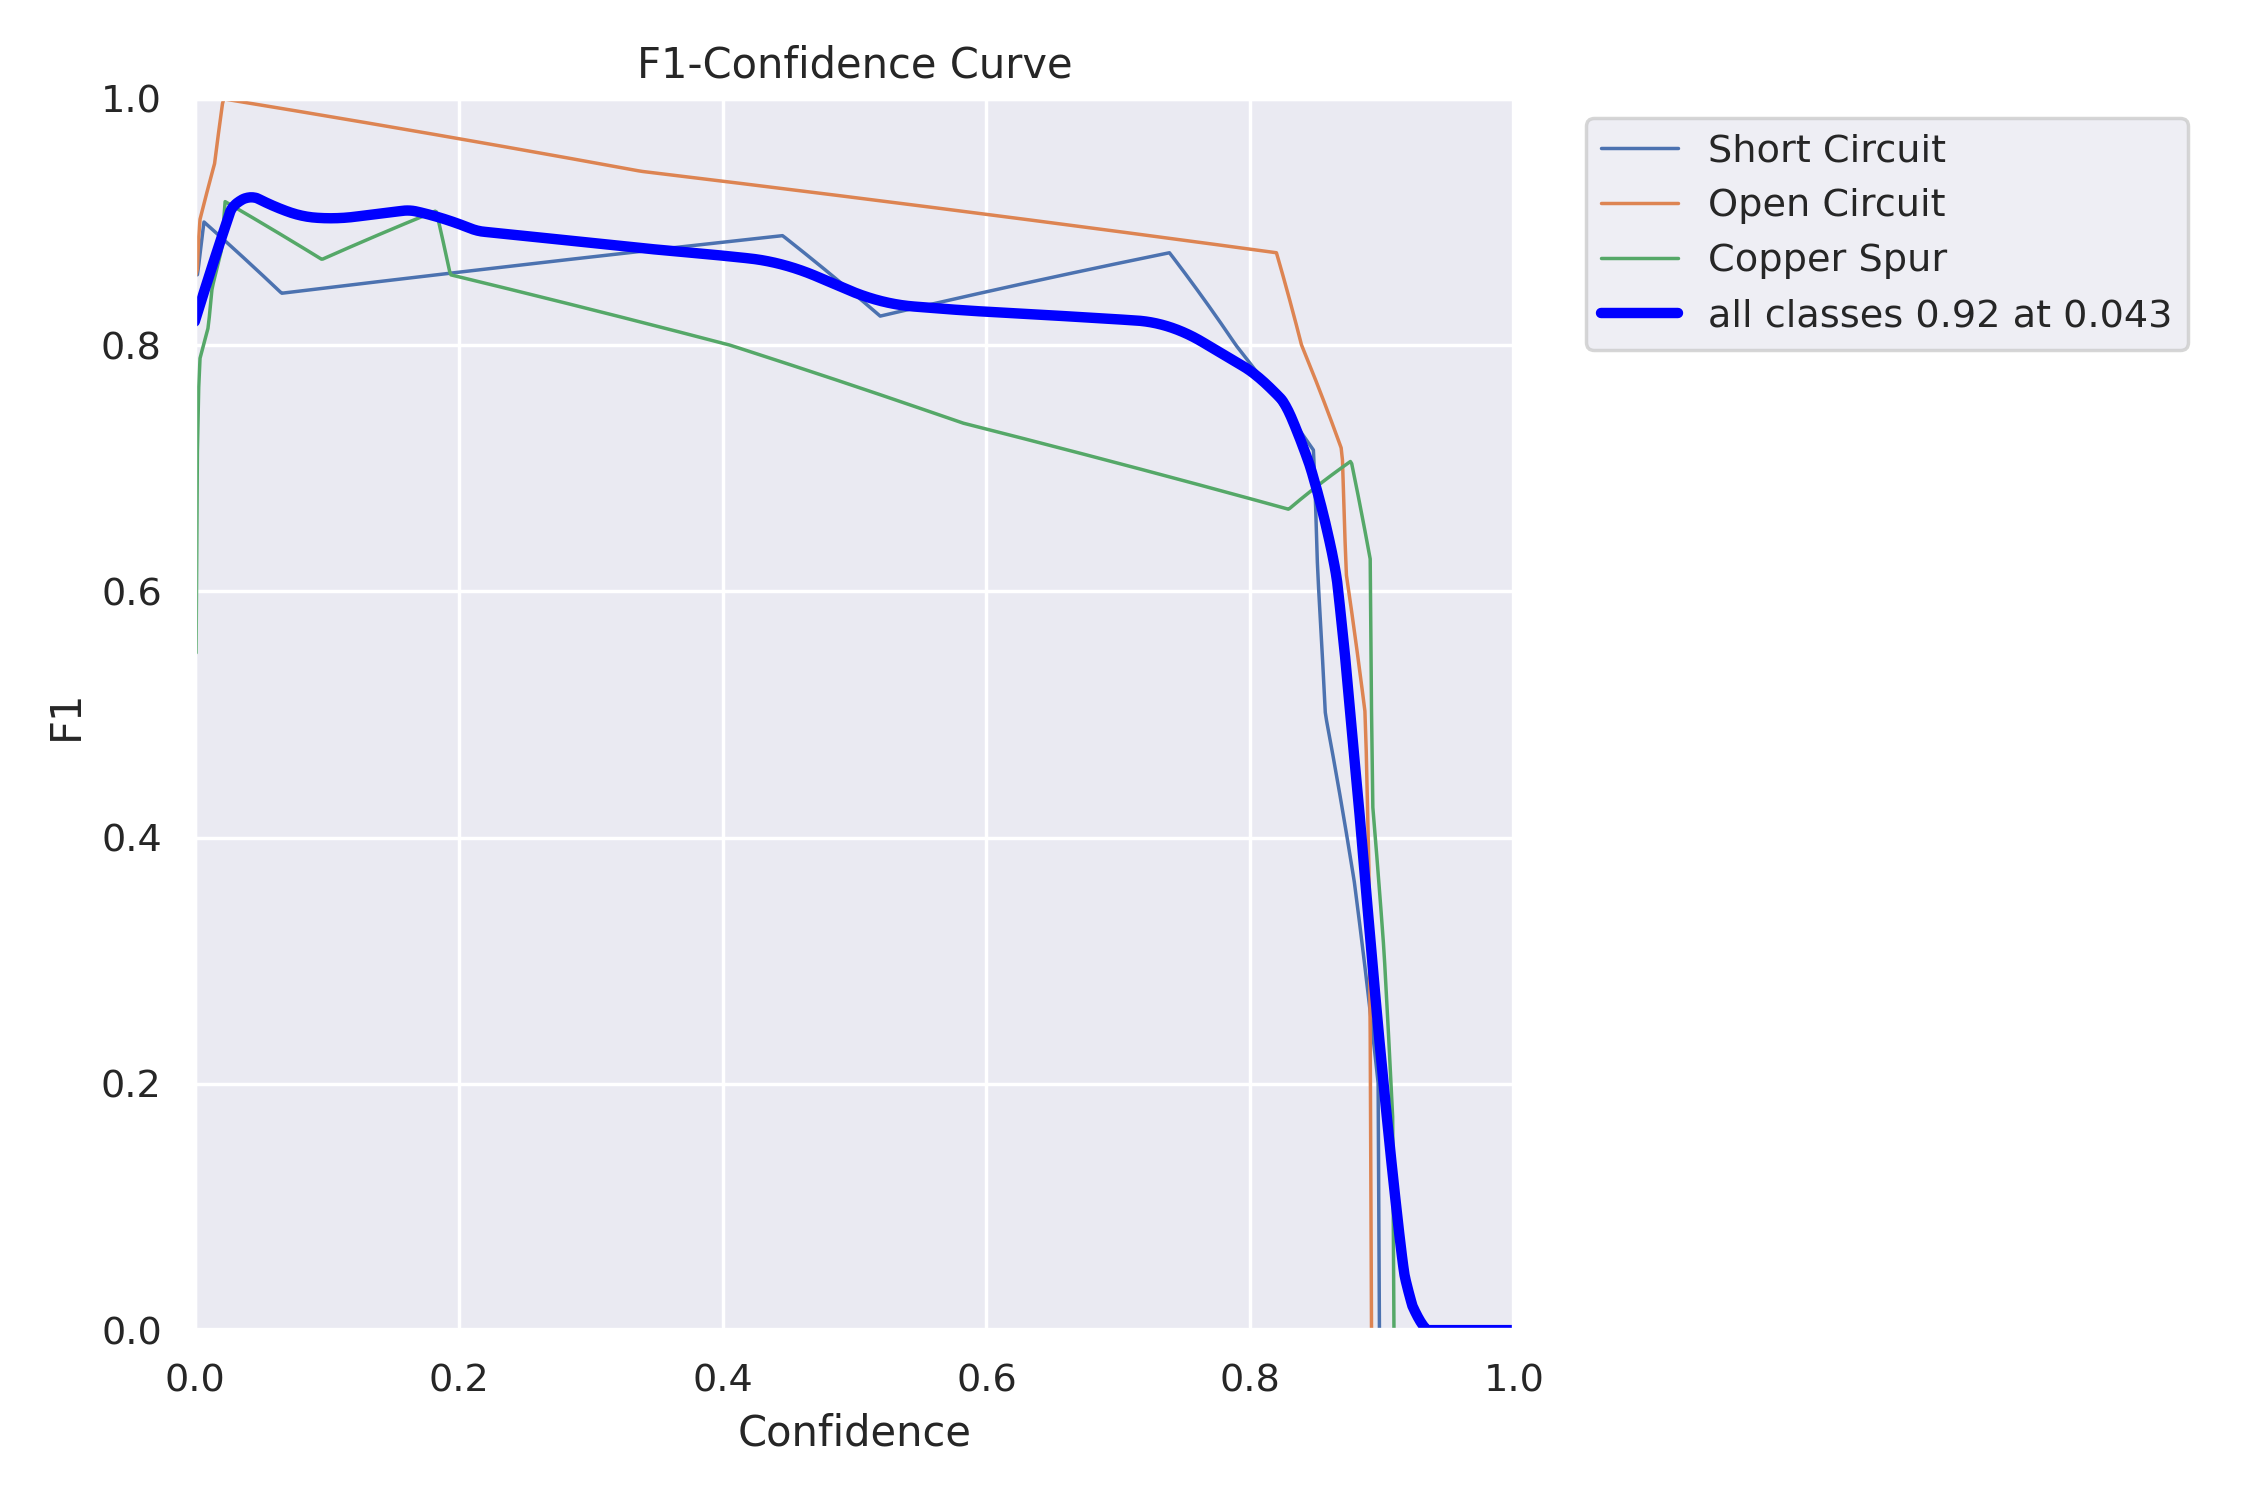 F1-Confidence Curve
1.0
0.8
0.6
0.4
0.2
0.0
F1
0.0 0.2 0.4 0.6 0.8 1.0
Confidence
Short Circuit
Open Circuit
Copper Spur
all classes 0.92 at 0.043